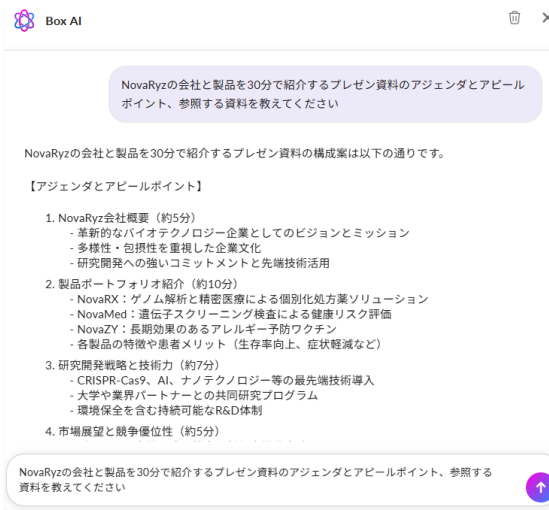 Box AI
NovaRyzの会社と製品を30分で紹介するプレゼン資料のアジェンダとアピール
ポイント、参照する資料を教えてください
NovaRyzの会社と製品を30分で紹介するプレゼン資料の構成案は以下の通りです。
【アジェンダとアピールポイント】
1. NovaRyz会社概要（約5分）
- 革新的なバイオテクノロジー企業としてのビジョンとミッション
- 多様性・包摂性を重視した企業文化
- 研究開発への強いコミットメントと先端技術活用
2. 製品ポートフォリオ紹介（約10分）
- NovaRX：ゲノム解析と精密医療による個別化処方薬ソリューション
- NovaMed：遺伝子スクリーニング検査による健康リスク評価
- NovaZY：長期効果のあるアレルギー予防ワクチン
- 各製品の特徴や患者メリット（生存率向上、症状軽減など）
3. 研究開発戦略と技術力（約7分）
- CRISPR-Cas9、AI、ナノテクノロジー等の最先端技術導入
- 大学や業界パートナーとの共同研究プログラム
- 環境保全を含む持続可能なR&D体制
4. 市場展望と競争優位性（約5分）
NovaRyzの会社と製品を30分で紹介するプレゼン資料のアジェンダとアピールポイント、参照する
資料を教えてください